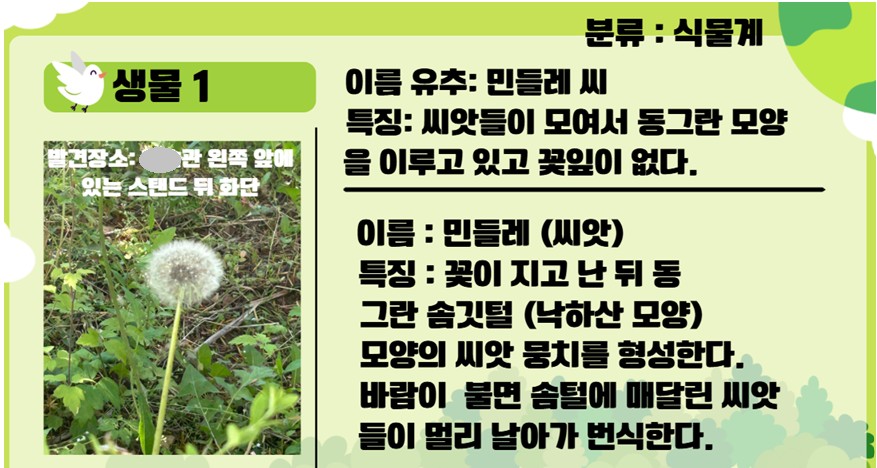 분류 : 식물계
생물 1
발견장소: 관 왼쪽 앞에
있는 스탠드 뒤 화단
이름 유추: 민들레 씨
특징: 씨앗들이 모여서 동그란 모양
을 이루고 있고 꽃잎이 없다.
이름 : 민들레 (씨앗)
특징 : 꽃이 지고 난 뒤 동
그란 솜깃털 (낙하산 모양)
모양의 씨앗 뭉치를 형성한다.
바람이 불면 솜털에 매달린 씨앗
들이 멀리 날아가 번식한다.